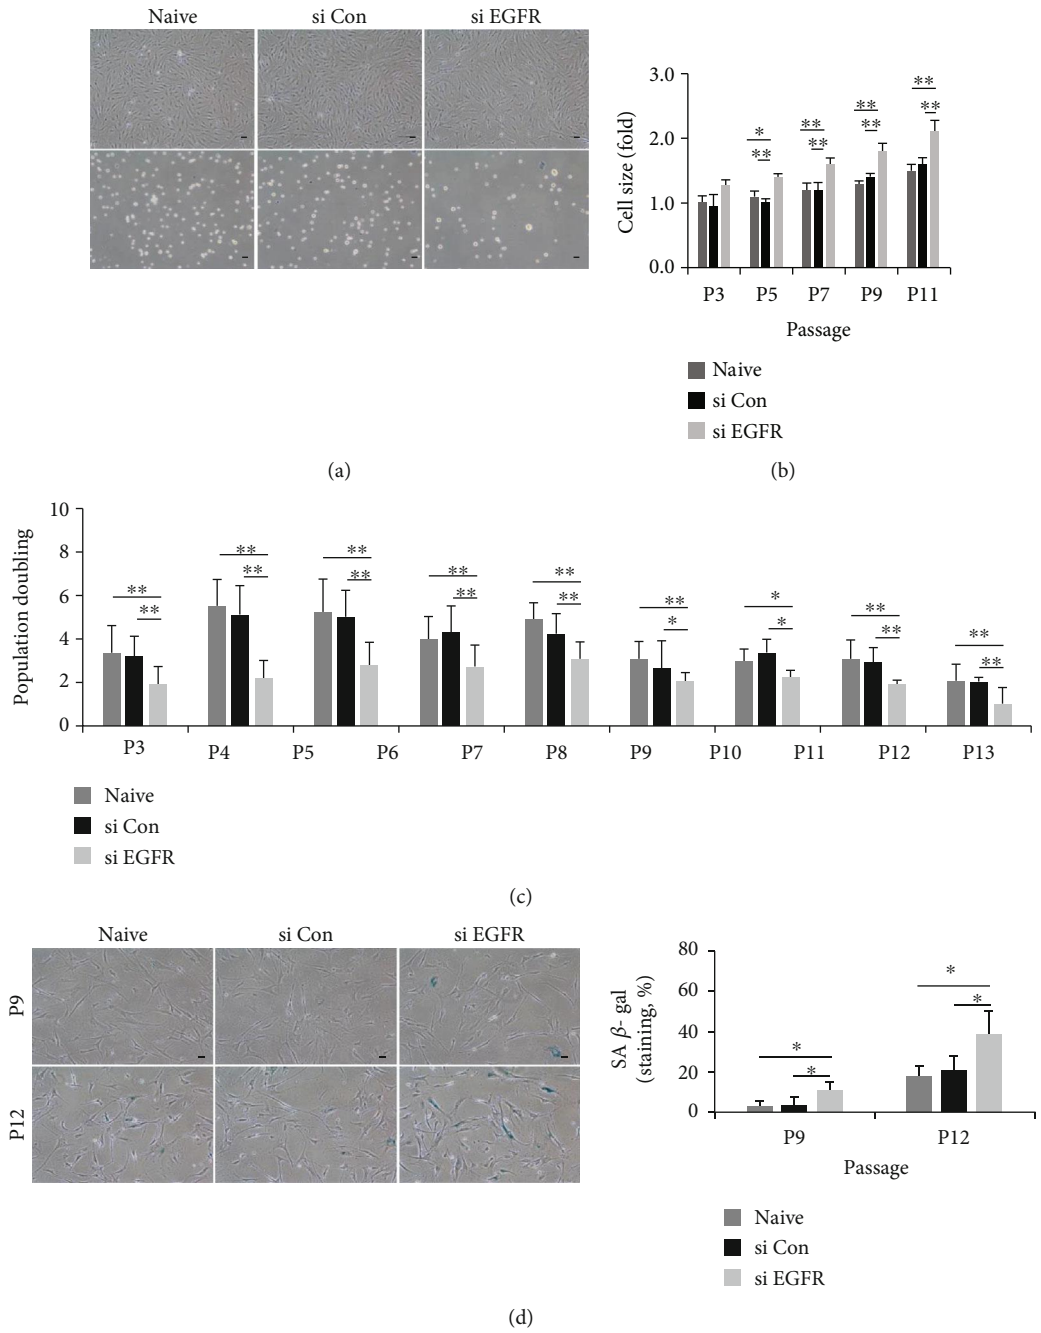 Naive si Con si EGFR
(a)
Cell size (fold)
3.0
2.0
1.0
0.0
** ** ** ** *
** ** ** ** **
P3 P5 P7 P9 P11
Passage
Naive
si Con
si EGFR
(b)
Population doubling
10
8
6
4
2
0
** ** ** ** ** ** * ** **
** ** ** ** ** * * ** **
P3 P4 P5 P6 P7 P8 P9 P10 P11 P12 P13
Naive
si Con
si EGFR
(c)
Naive si Con si EGFR
P9
P12
SA β- gal
(staining, %)
80
60
40
20
0
* *
* *
P9 P12
Passage
Naive
si Con
si EGFR
(d)